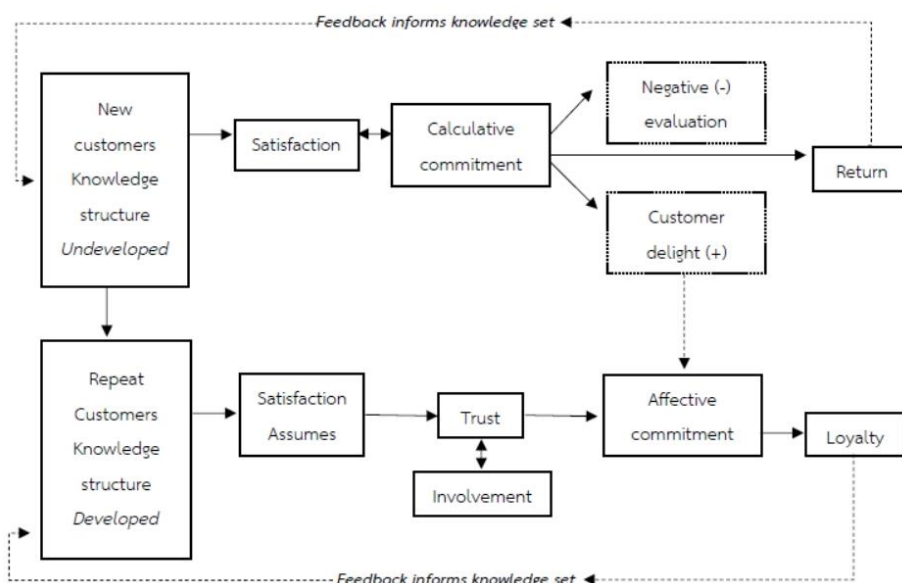 Feedback informs knowledge set
New
customers
Knowledge
structure
Undeveloped
Satisfaction
Calculative
commitment
Negative (-)
evaluation
Return
Customer
delight (+)
Repeat
Customers
Knowledge
structure
Developed
Satisfaction
Assumes
Trust
Involvement
Affective
commitment
Loyalty
Feedback informs knowledge set